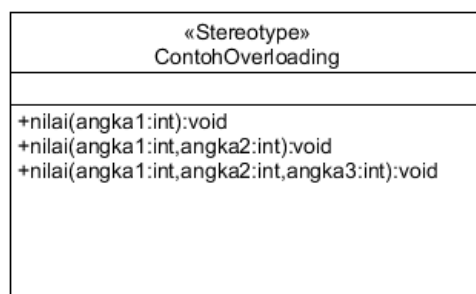 «Stereotype»
ContohOverloading
+nilai(angka1:int):void
+nilai(angka1:int,angka2:int):void
+nilai(angka1:int,angka2:int,angka3:int):void